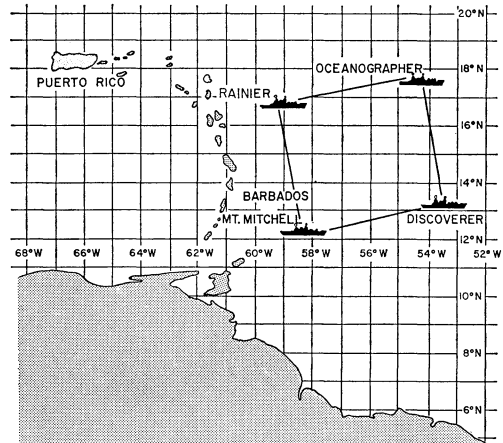 20°N
OCEANOGRAPHER
18°N
PUERTO RICO
RAINIER
16°N
14°N
BARBADOS
MT. MITCHELL
DISCOVERER
12°N
68°W 66°W 64°W 62°W 60°W 58°W 56°W 54°W 52°W
10°N
8°N
6°N